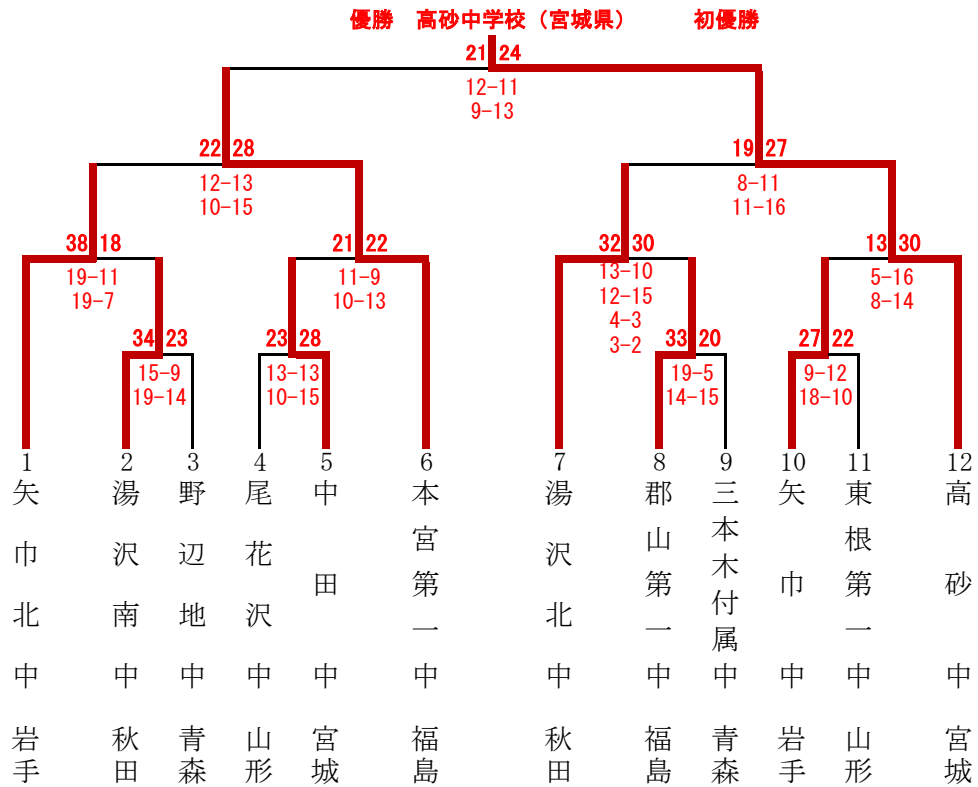 優勝 高砂中学校（宮城県） 初優勝
21 24
12-11
9-13
22 28
12-13
10-15
19 27
8-11
11-16
38 18
19-11
19-7
21 22
11-9
10-13
32 30
13-10
12-15
4-3
3-2
13 30
5-16
8-14
34 23
15-9
19-14
23 28
13-13
10-15
33 20
19-5
14-15
27 22
9-12
18-10
1 矢巾北中 岩手
2 湯沢南中 秋田
3 野辺地中 青森
4 尾花沢中 山形
5 中田中 宮城
6 本宮第一中 福島
7 湯沢北中 秋田
8 郡山第一中 福島
9 三本木付属中 青森
10 矢巾中 岩手
11 東根第一中 山形
12 高砂中 宮城